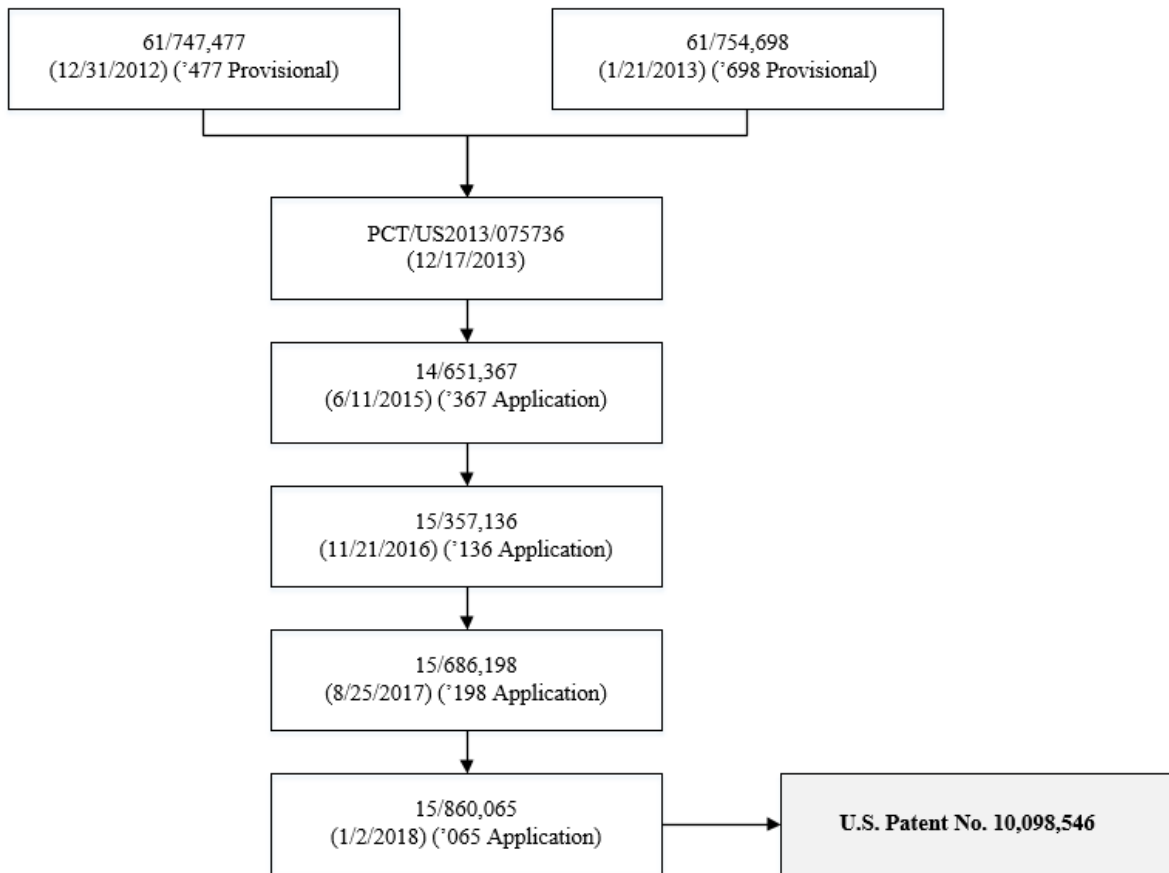 61/747,477
(12/31/2012) (’477 Provisional)
61/754,698
(1/21/2013) (’698 Provisional)
PCT/US2013/075736
(12/17/2013)
14/651,367
(6/11/2015) (’367 Application)
15/357,136
(11/21/2016) (’136 Application)
15/686,198
(8/25/2017) (’198 Application)
15/860,065
(1/2/2018) (’065 Application)
U.S. Patent No. 10,098,546